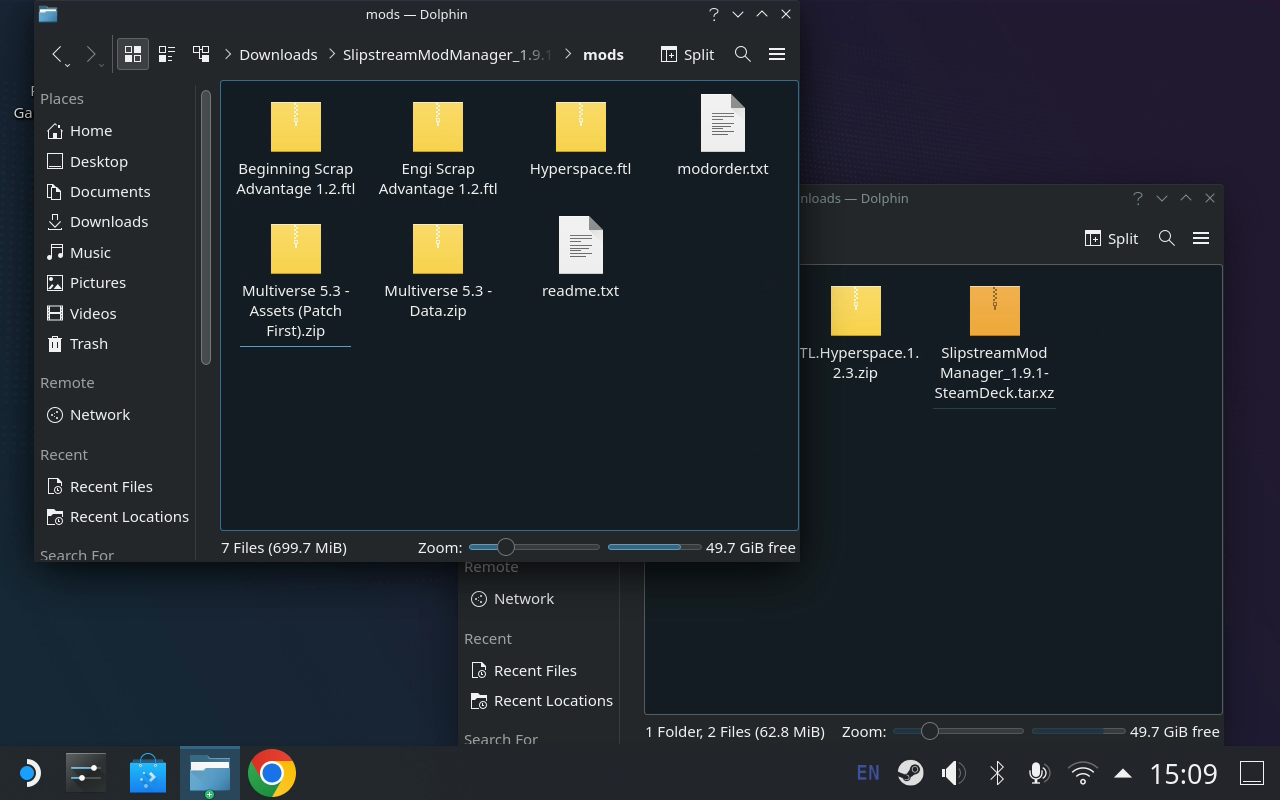 mods — Dolphin
Downloads
SlipstreamModManager_1.9.1
mods
Split
Places
Home
Desktop
Documents
Downloads
Music
Pictures
Videos
Trash
Remote
Network
Recent
Recent Files
Recent Locations
Search For
Beginning Scrap
Advantage 1.2.ftl
Engi Scrap
Advantage 1.2.ftl
Hyperspace.ftl
modorder.txt
Multiverse 5.3 -
Assets (Patch
First).zip
Multiverse 5.3 -
Data.zip
readme.txt
7 Files (699.7 MiB)
Zoom:
49.7 GiB free
Ga
nloads — Dolphin
Split
TL.Hyperspace.1.
2.3.zip
SlipstreamMod
Manager_1.9.1-
SteamDeck.tar.xz
Remote
Network
Recent
Recent Files
Recent Locations
Search For
1 Folder, 2 Files (62.8 MiB)
Zoom:
49.7 GiB free
EN
15:09